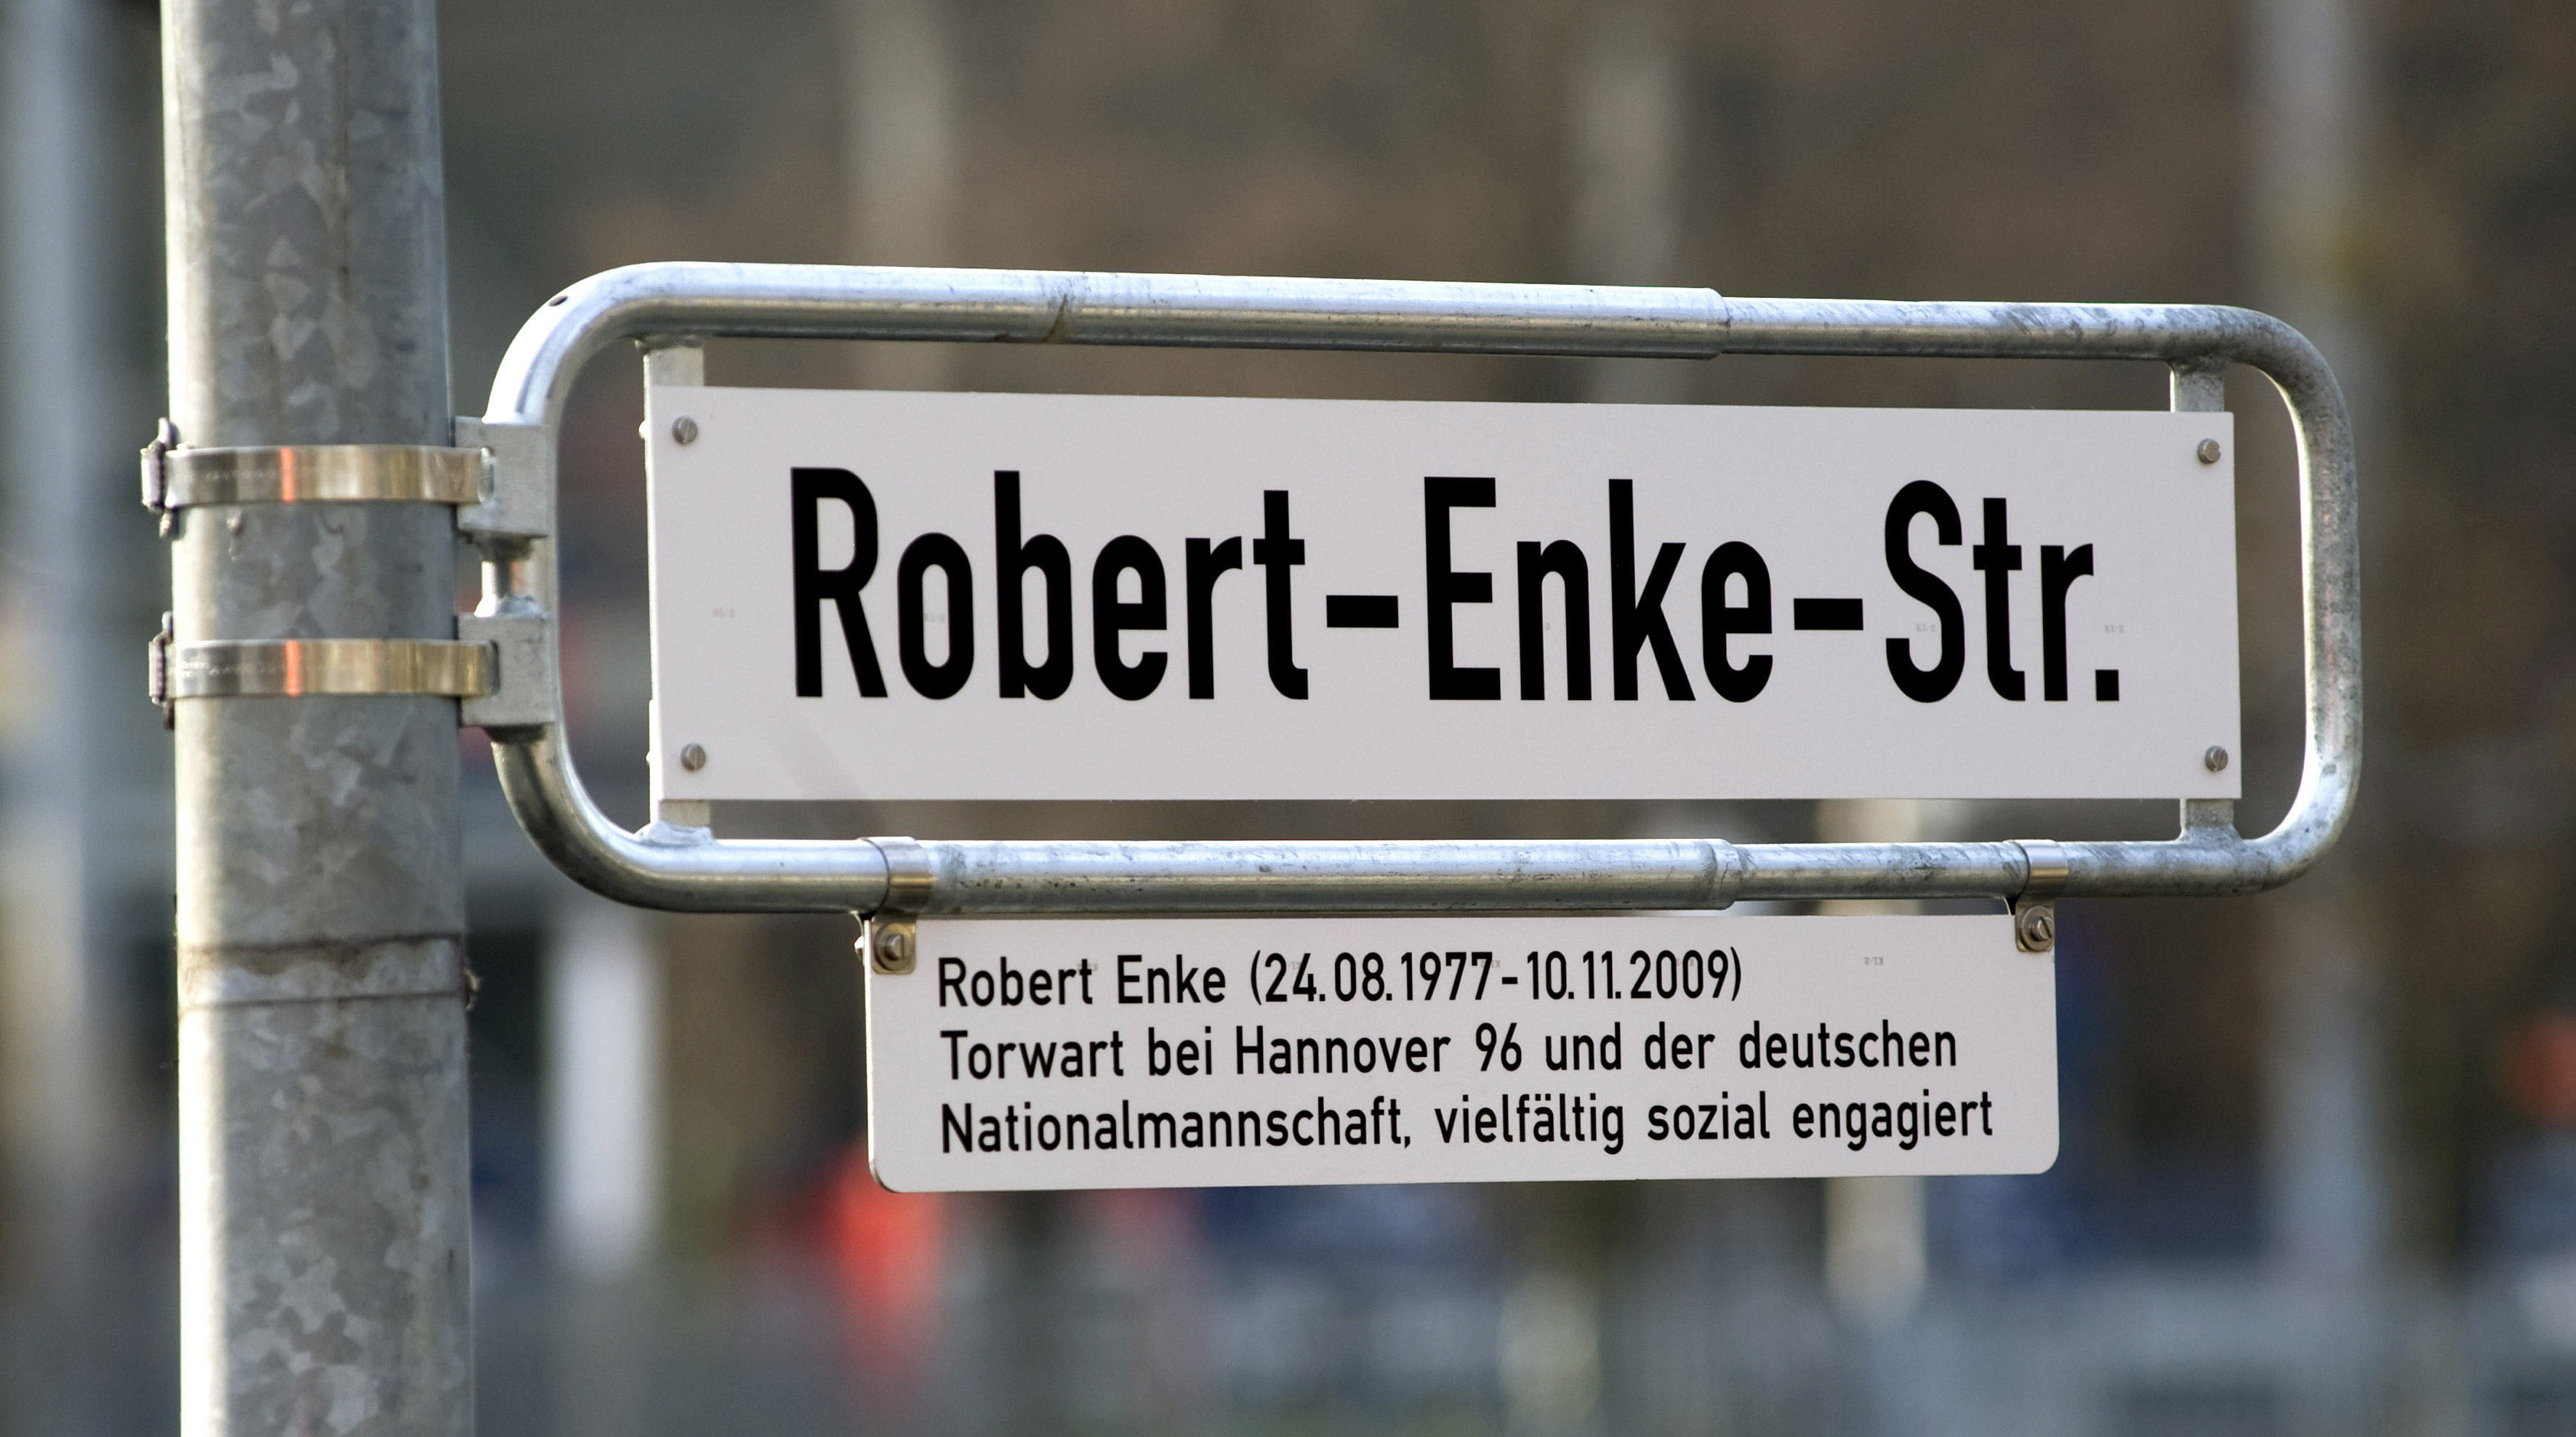 Robert-Enke-Str.
Robert Enke (24.08.1977-10.11.2009)
Torwart bei Hannover 96 und der deutschen
Nationalmannschaft, vielfältig sozial engagiert